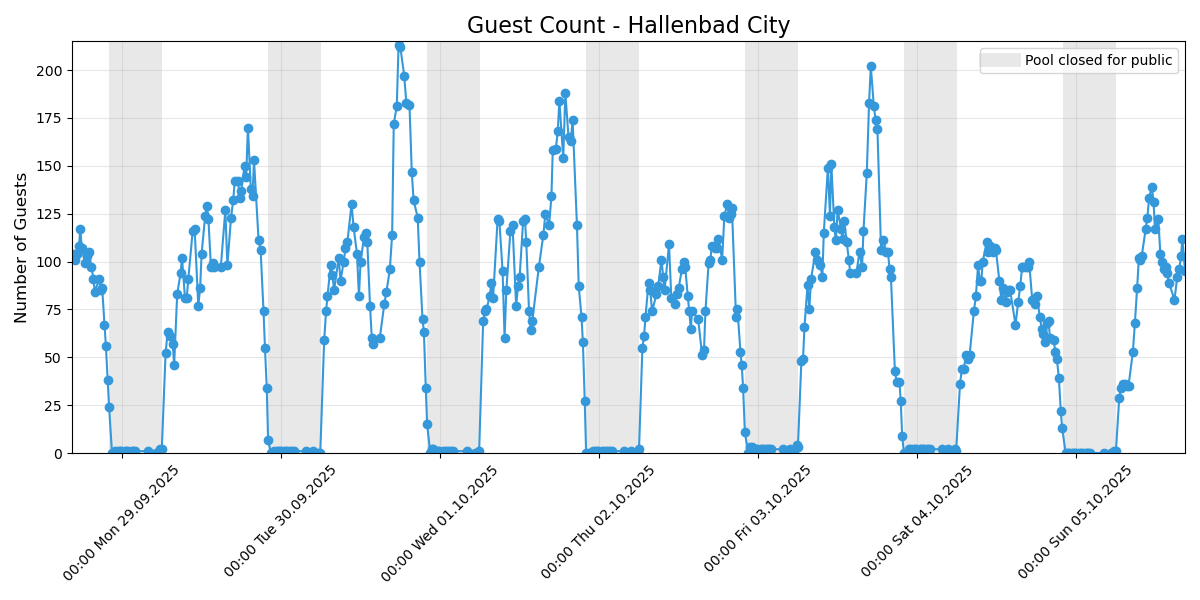 Guest Count - Hallenbad City
Pool closed for public
Number of Guests
200
175
150
125
100
75
50
25
0
00:00 Mon 29.09.2025
00:00 Tue 30.09.2025
00:00 Wed 01.10.2025
00:00 Thu 02.10.2025
00:00 Fri 03.10.2025
00:00 Sat 04.10.2025
00:00 Sun 05.10.2025